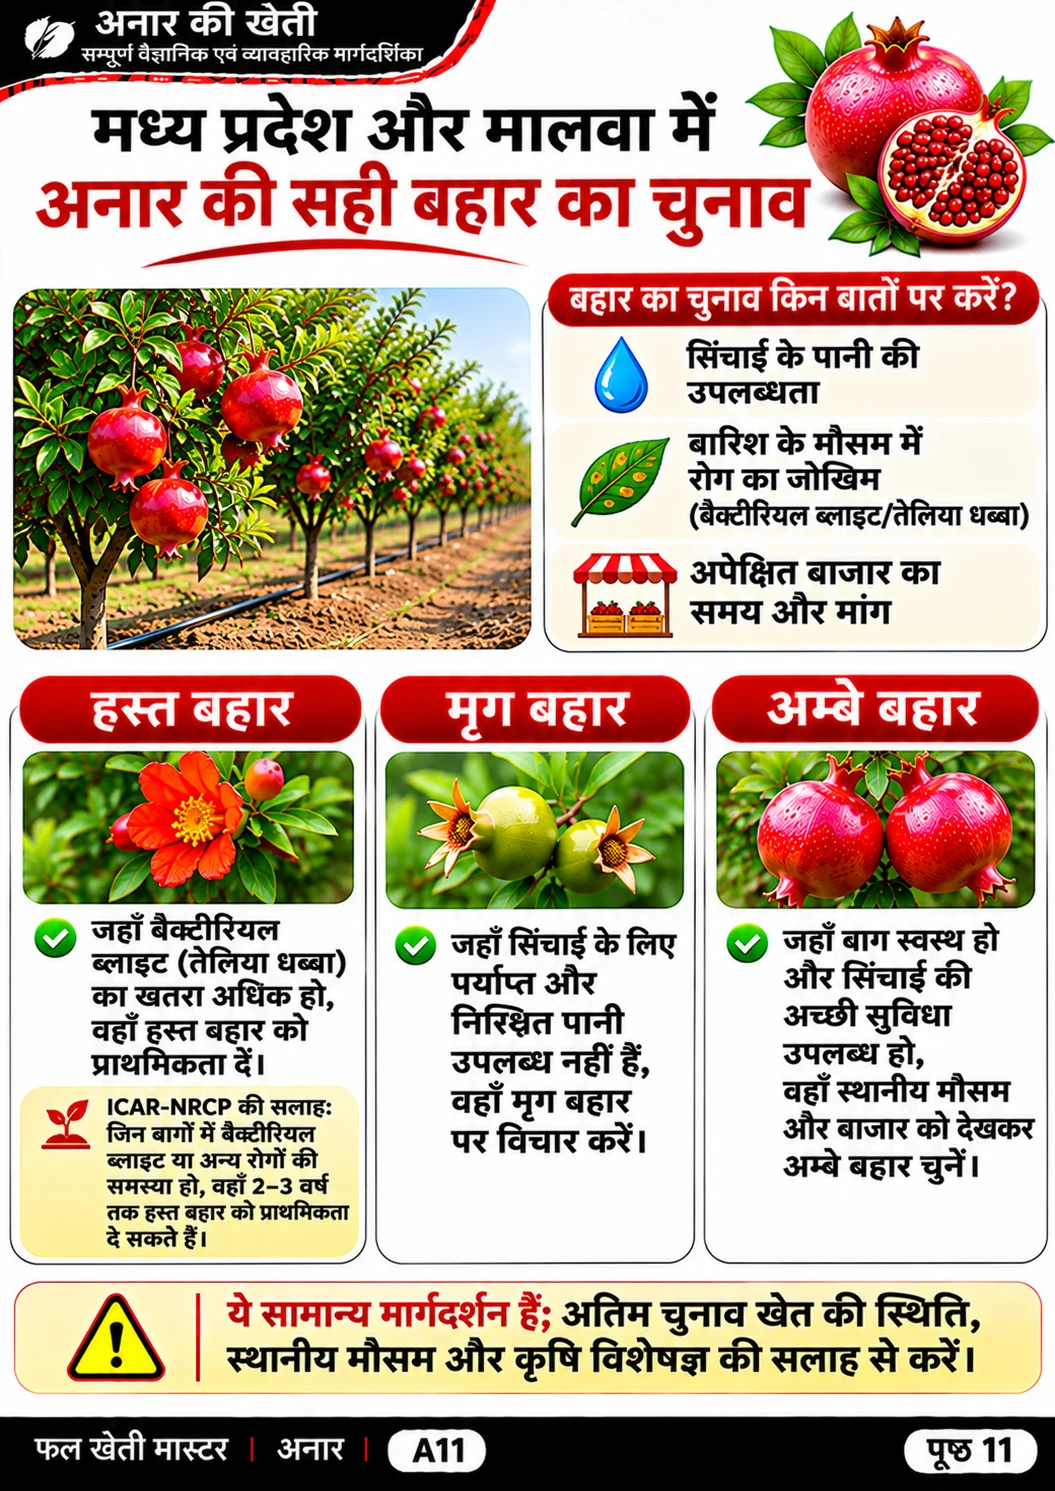 अनार की खेती
सम्पूर्ण वैज्ञानिक एवं व्यावहारिक मार्गदर्शिका
मध्य प्रदेश और मालवा में
अनार की सही बहार का चुनाव
बहार का चुनाव किन बातों पर करें?
सिंचाई के पानी की
उपलब्धता
बारिश के मौसम में
रोग का जोखिम
(बैक्टीरियल ब्लाइट/तेलिया धब्बा)
अपेक्षित बाजार का
समय और मांग
हस्त बहार
जहाँ बैक्टीरियल
ब्लाइट (तेलिया धब्बा)
का खतरा अधिक हो,
वहाँ हस्त बहार को
प्राथमिकता दें।
ICAR-NRCP की सलाह:
जिन बागों में बैक्टीरियल
ब्लाइट या अन्य रोगों की
समस्या हो, वहाँ 2–3 वर्ष
तक हस्त बहार को प्राथमिकता
दे सकते हैं।
मृग बहार
जहाँ सिंचाई के लिए
पर्याप्त और
निश्चित पानी
उपलब्ध नहीं हैं,
वहाँ मृग बहार
पर विचार करें।
अम्बे बहार
जहाँ बाग स्वस्थ हो
और सिंचाई की
अच्छी सुविधा
उपलब्ध हो,
वहाँ स्थानीय मौसम
और बाजार को देखकर
अम्बे बहार चुनें।
ये सामान्य मार्गदर्शन हैं; अतिम चुनाव खेत की स्थिति,
स्थानीय मौसम और कृषि विशेषज्ञ की सलाह से करें।
फल खेती मास्टर | अनार | A11
पृष्ठ 11